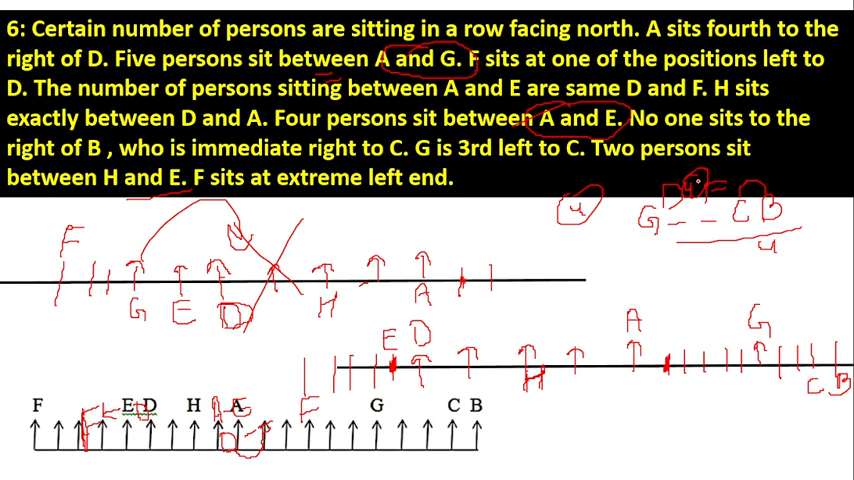 6: Certain number of persons are sitting in a row facing north. A sits fourth to the
right of D. Five persons sit between A and G. F sits at one of the positions left to
D. The number of persons sitting between A and E are same D and F. H sits
exactly between D and A. Four persons sit between A and E. No one sits to the
right of B , who is immediate right to C. G is 3rd left to C. Two persons sit
between H and E. F sits at extreme left end.
4
G _ _ C B
4
F
G E D H A
E D A G
H C B
F
F E D H A G C B